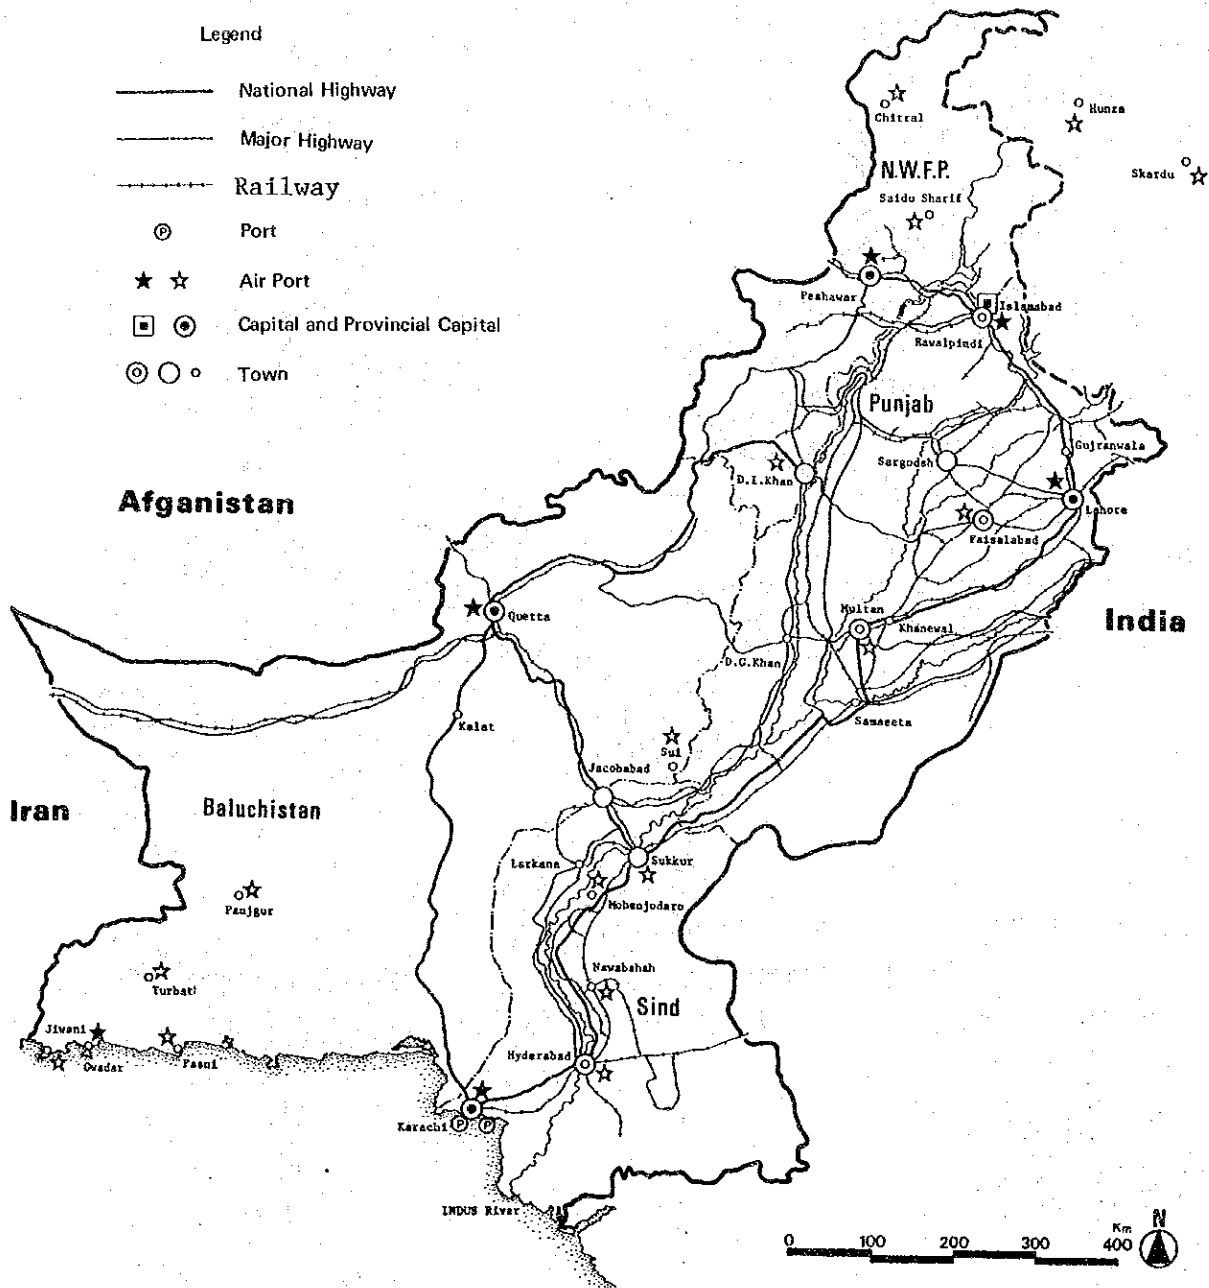 Legend
National Highway
Major Highway
Railway
P
Port
Air Port
Capital and Provincial Capital
Town
Chitral
Hunza
Skardu
N.W.F.P.
Saidu Sharif
Peshawar
Islamabad
Rawalpindi
Punjab
Gujranwala
Sargodsh
D.I.Khan
Lahore
Faisalabad
Afganistan
Quetta
Multan
Khanewal
India
D.G.Khan
Kalat
Samaseeta
Sui
Jacobabad
Iran
Baluchistan
Larkana
Sukkur
Panjgur
Mohenjodaro
Turbat
Nawabshah
Sind
Jiwani
Gwadar
Pasni
Hyderabad
Karachi
P P
INDUS River
Km
N
0 100 200 300 400